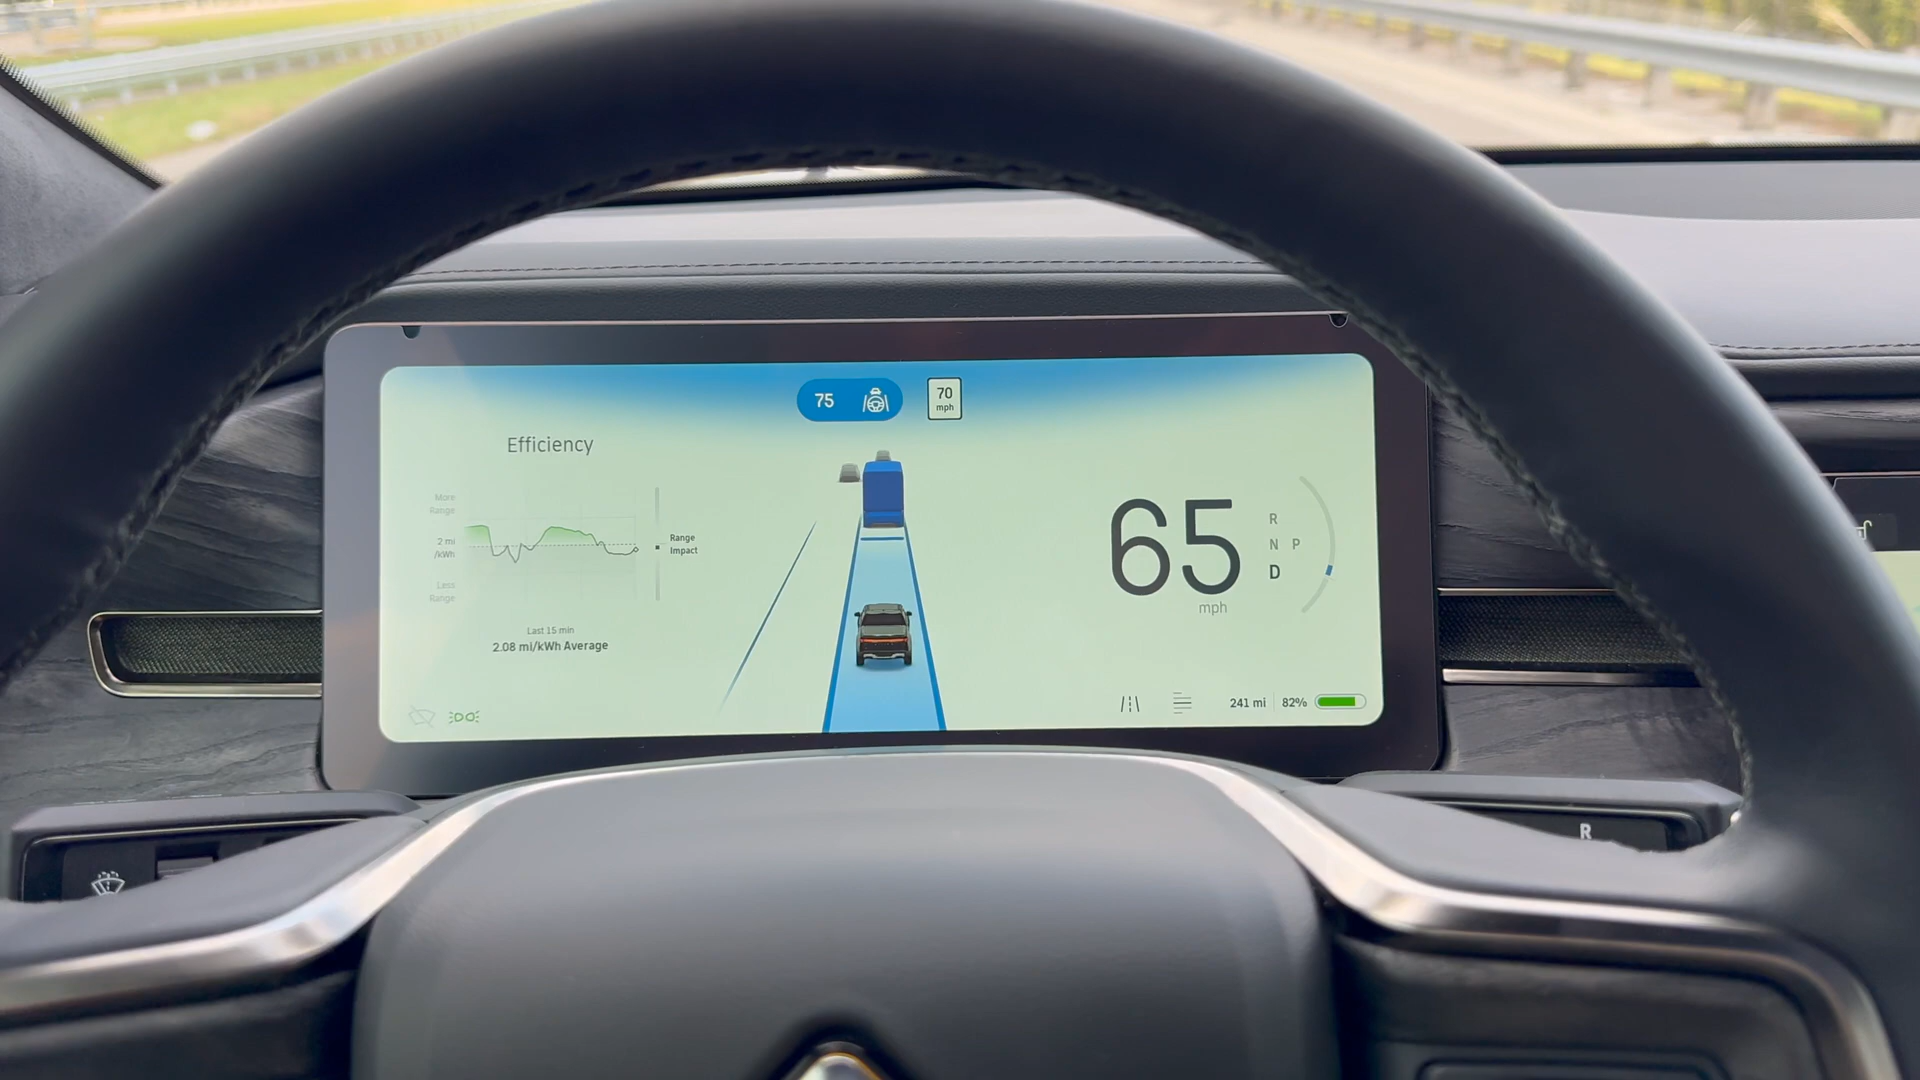 75
70
mph
Efficiency
More
Range
2 mi
/kWh
Less
Range
Range
Impact
Last 15 min
2.08 mi/kWh Average
65
mph
R
N P
D
241 mi
82%
R